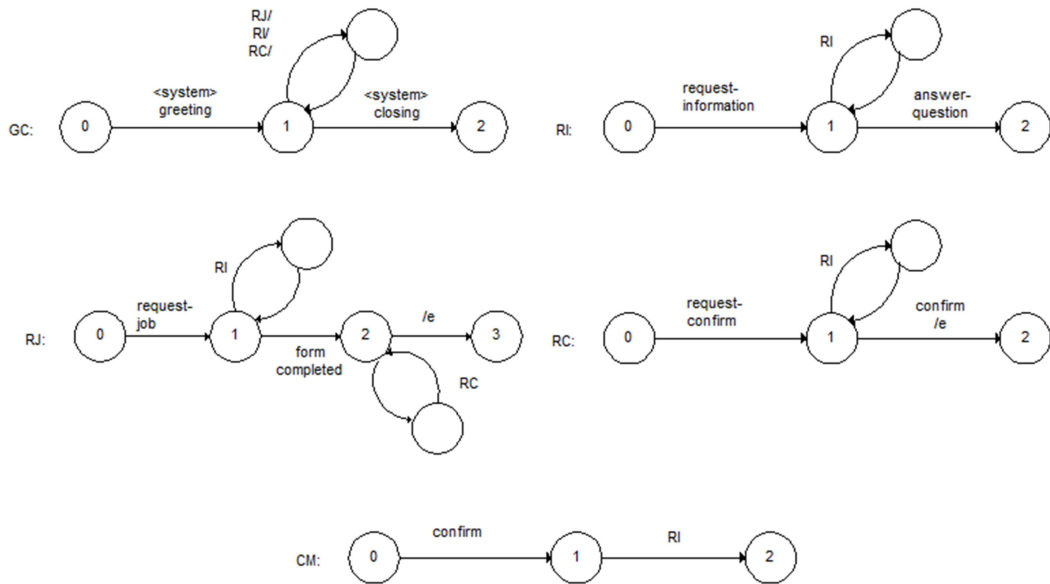 RJ/
RI/
RC/
<system>
greeting
<system>
closing
GC:
0
1
2
RI
request-
information
answer-
question
RI:
0
1
2
RI
request-
job
/e
RJ:
0
1
2
3
form
completed
RC
RI
request-
confirm
confirm
/e
RC:
0
1
2
confirm
RI
CM:
0
1
2